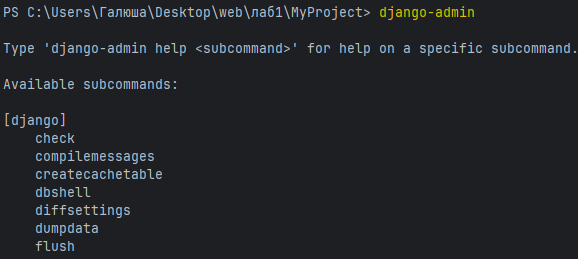 PS C:\Users\Галюша\Desktop\web\лаб1\MyProject> django-admin
Type 'django-admin help <subcommand>' for help on a specific subcommand.
Available subcommands:
[django]
check
compilemessages
createcachetable
dbshell
diffsettings
dumpdata
flush